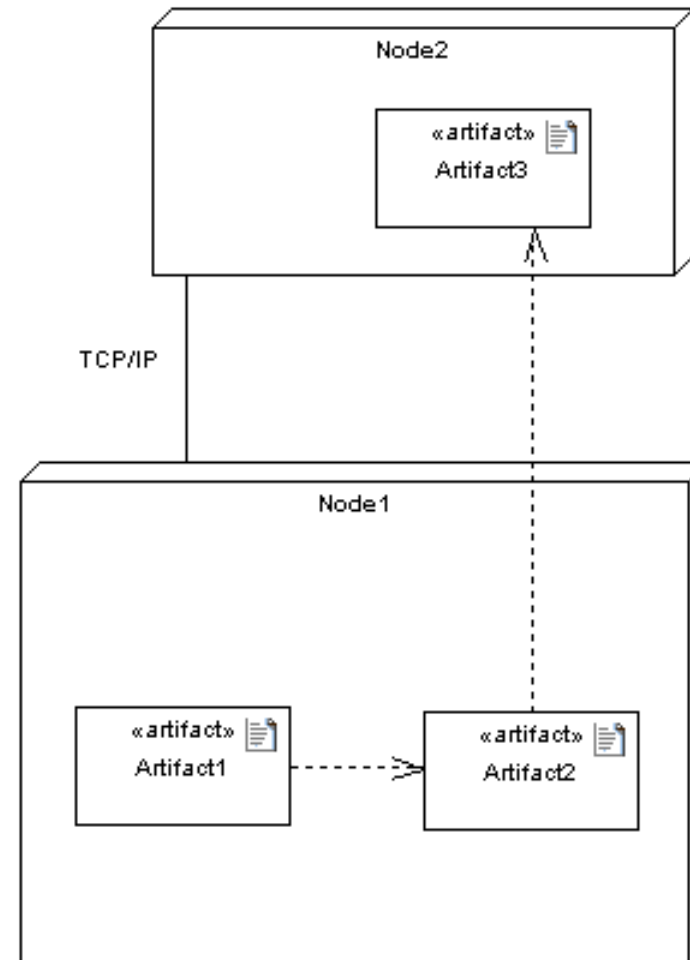 Node2
«artifact»
Artifact3
TCP/IP
Node1
«artifact»
Artifact1
«artifact»
Artifact2